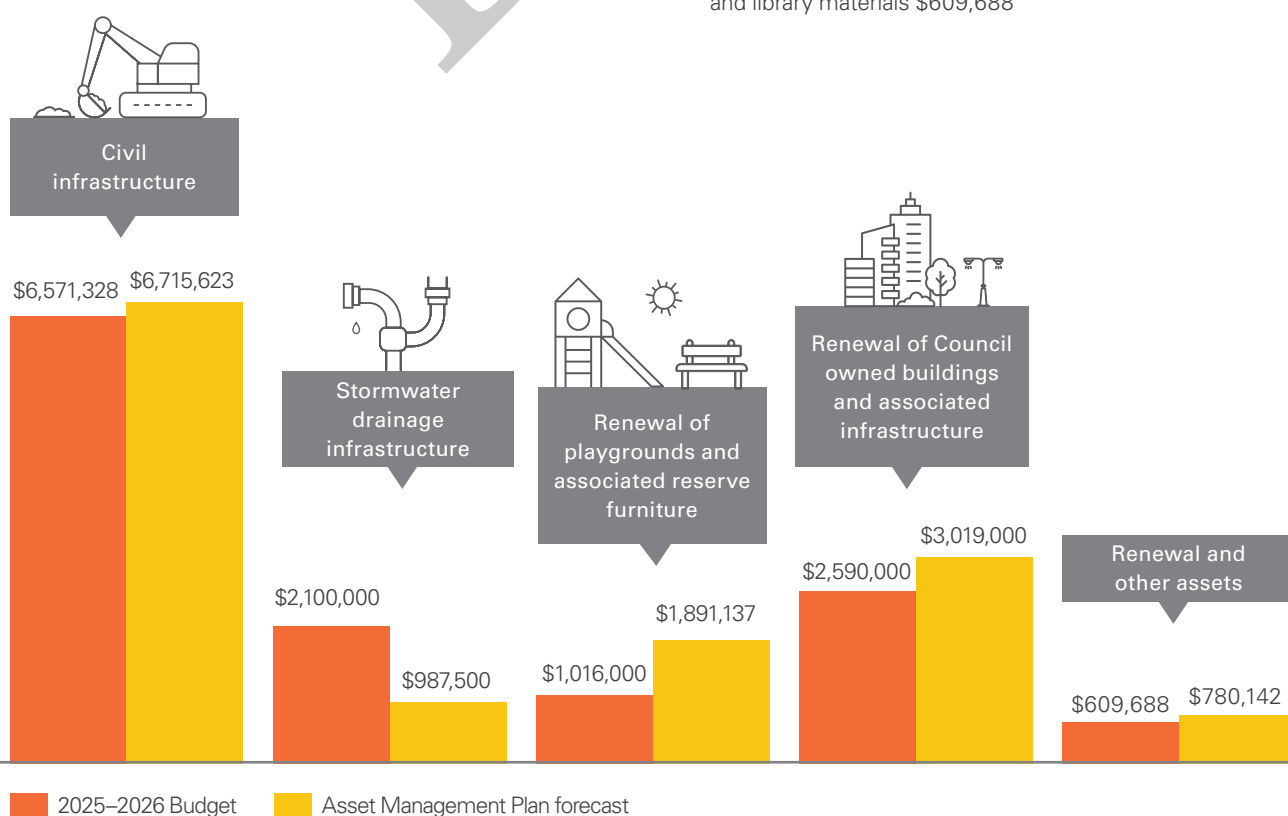 and library materials $609,688
Civil
infrastructure
$6,571,328
$6,715,623
Stormwater
drainage
infrastructure
$2,100,000
$987,500
Renewal of
playgrounds and
associated reserve
furniture
$1,016,000
$1,891,137
Renewal of Council
owned buildings
and associated
infrastructure
$2,590,000
$3,019,000
Renewal and
other assets
$609,688
$780,142
2025–2026 Budget
Asset Management Plan forecast